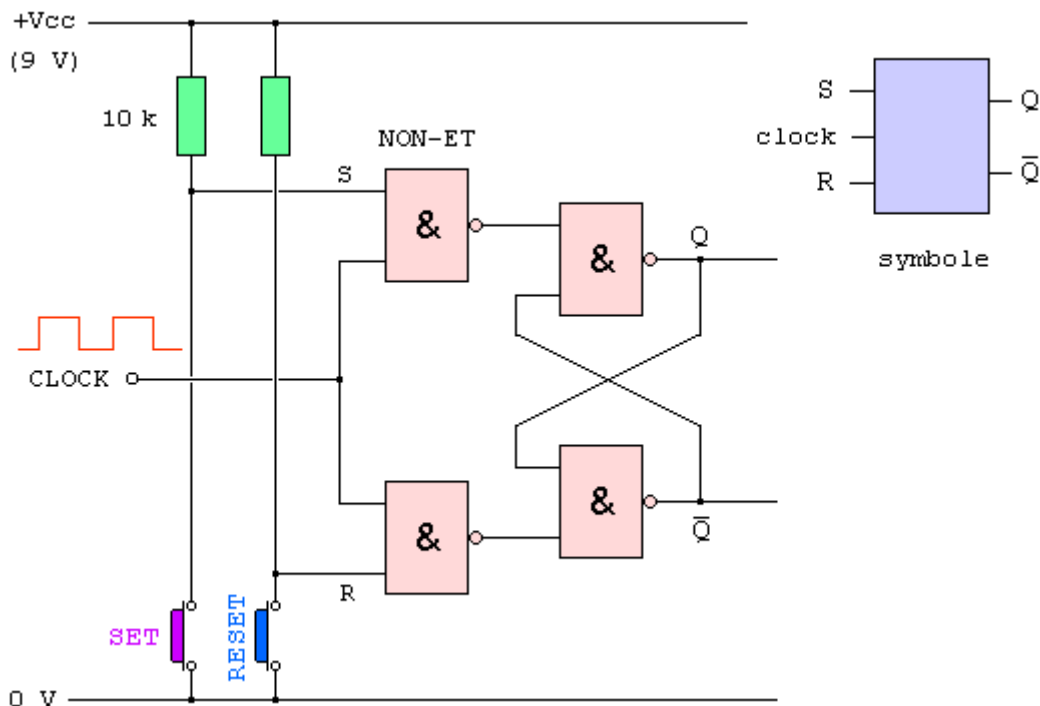 +Vcc
(9 V)
10 k
NON-ET
S
&
&
Q
CLOCK
&
&
Q̅
R
SET
RESET
0 V
S
clock
R
Q
Q̅
symbole